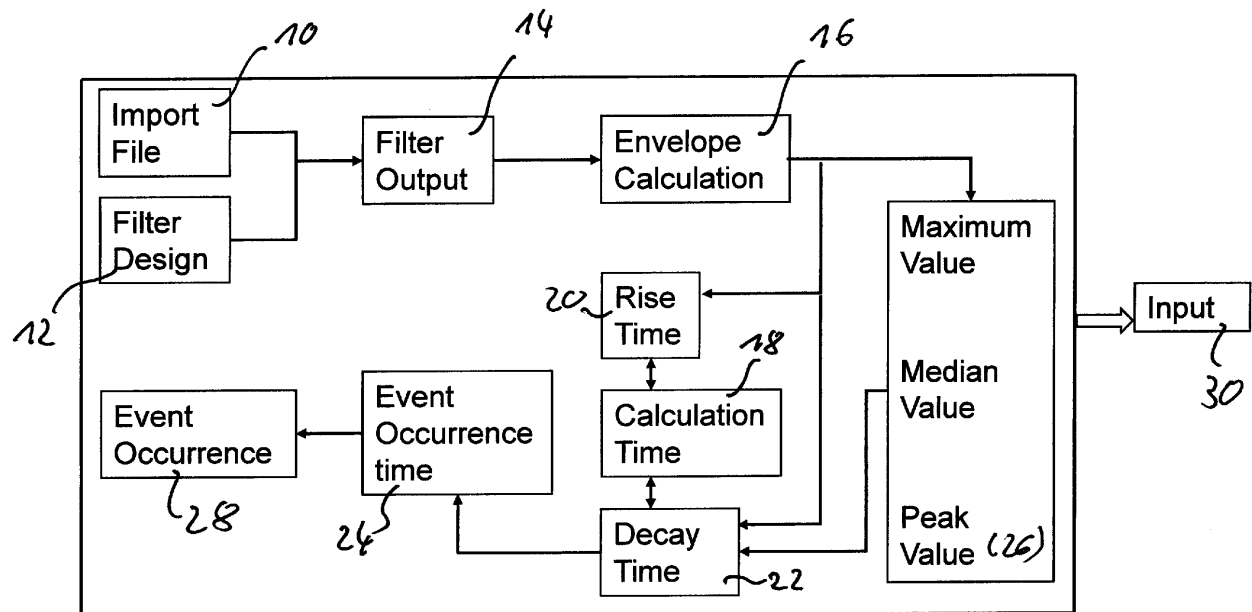 10
14
16
Import
File
Filter
Output
Envelope
Calculation
Filter
Design
12
Maximum
Value
20
Rise
Time
Input
30
18
Median
Value
Event
Occurrence
28
Event
Occurrence
time
24
Calculation
Time
Decay
Time
22
Peak
Value (26)